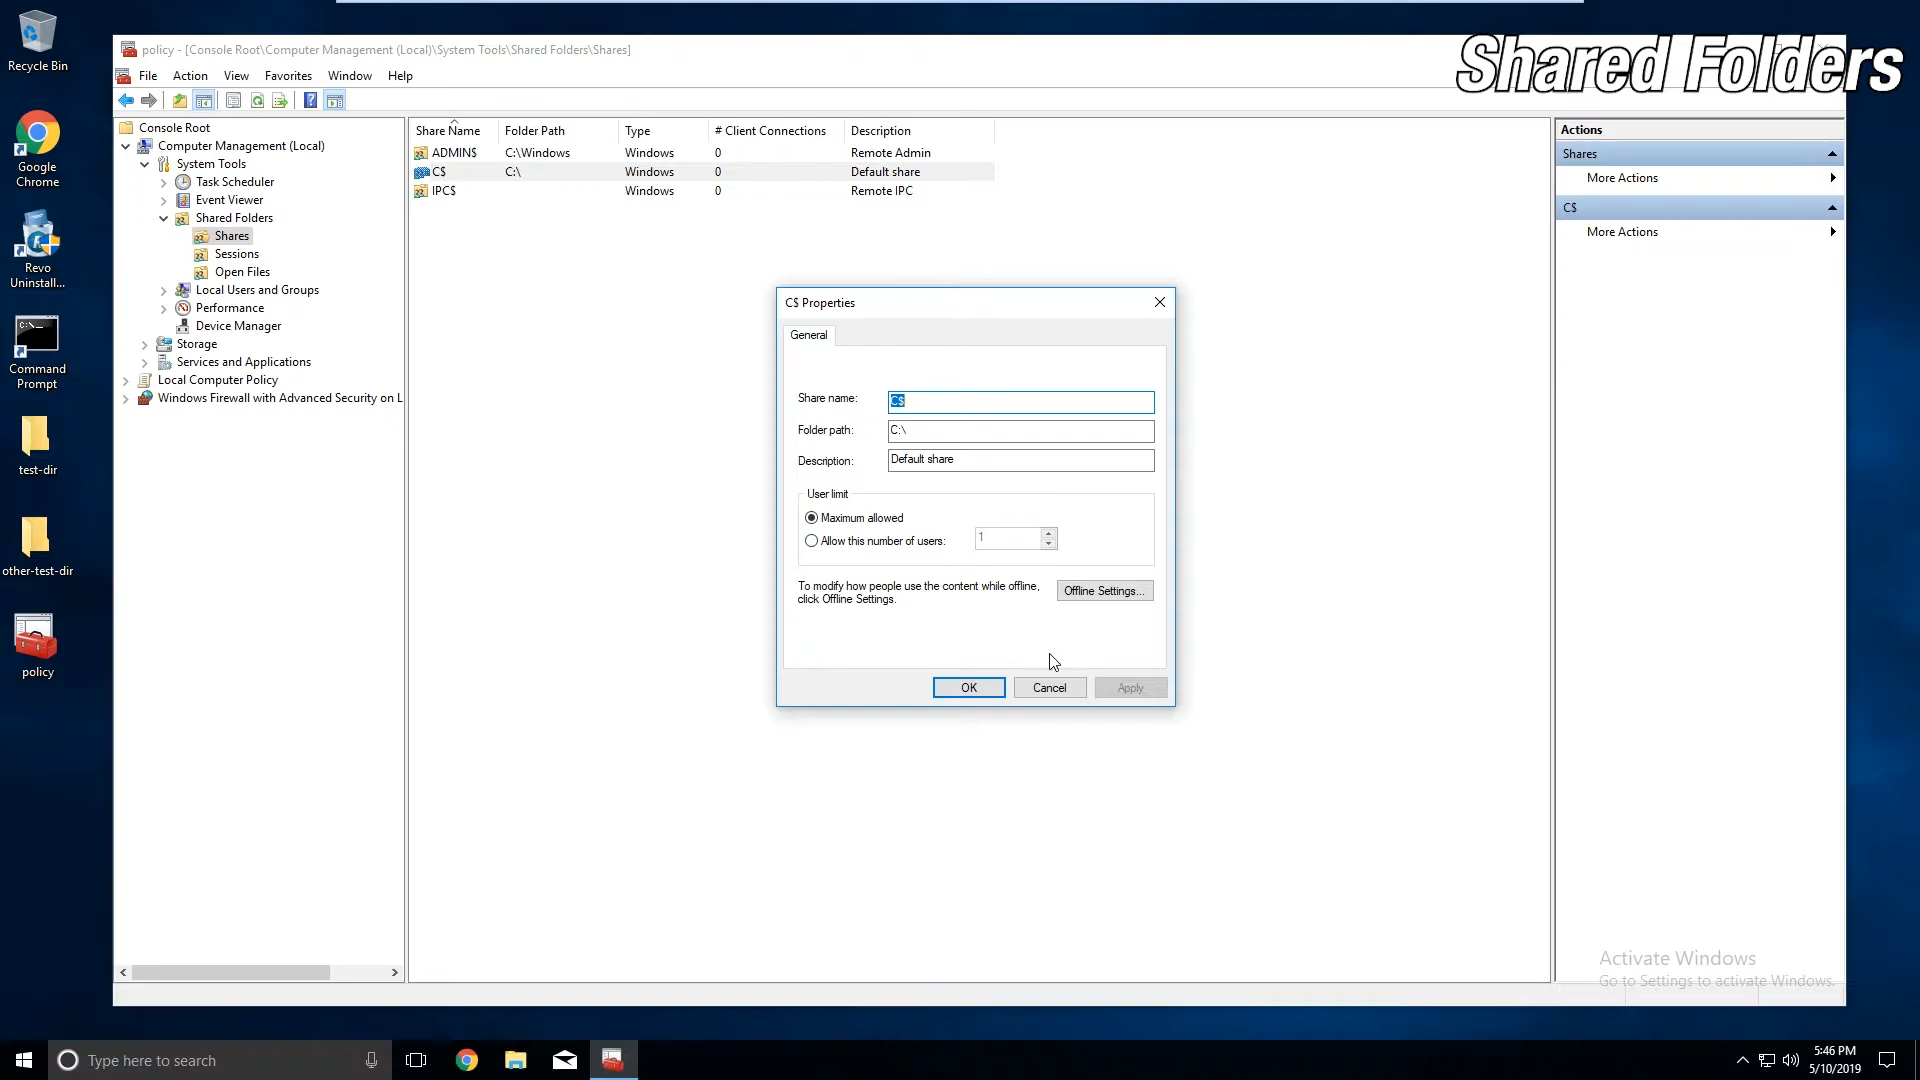 Shared Folders
policy - [Console Root\Computer Management (Local)\System Tools\Shared Folders\Shares]
File Action View Favorites Window Help
Recycle Bin
Google Chrome
Revo Uninstall...
Command Prompt
test-dir
other-test-dir
policy
Console Root
Computer Management (Local)
System Tools
Task Scheduler
Event Viewer
Shared Folders
Shares
Sessions
Open Files
Local Users and Groups
Performance
Device Manager
Storage
Services and Applications
Local Computer Policy
Windows Firewall with Advanced Security on L
Share Name Folder Path Type # Client Connections Description
ADMIN$ C:\Windows Windows 0 Remote Admin
C$ C:\ Windows 0 Default share
IPC$ Windows 0 Remote IPC
C$ Properties
General
Share name: C$
Folder path: C:\
Description: Default share
User limit
Maximum allowed
Allow this number of users: 1
To modify how people use the content while offline,
click Offline Settings.
Offline Settings...
OK Cancel Apply
Actions
Shares
More Actions
C$
More Actions
Activate Windows
Go to Settings to activate Windows.
Type here to search
5:46 PM
5/10/2019